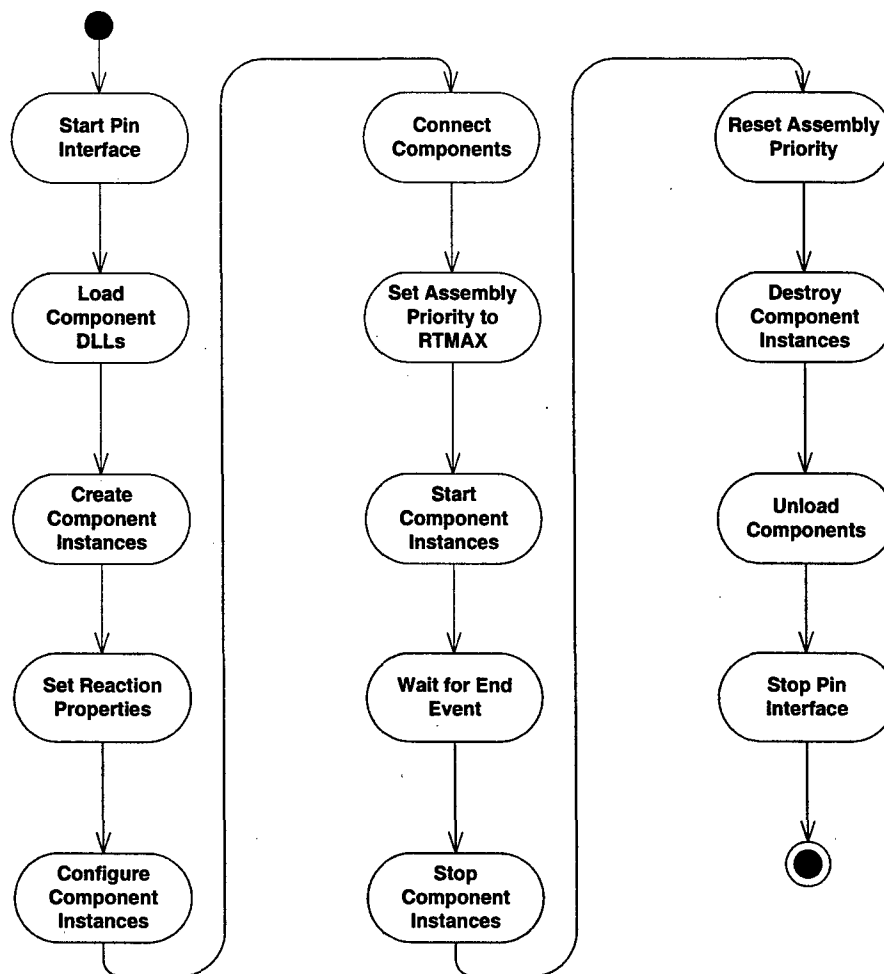 Start Pin
Interface
Load
Component
DLLs
Create
Component
Instances
Set Reaction
Properties
Configure
Component
Instances
Connect
Components
Set Assembly
Priority to
RTMAX
Start
Component
Instances
Wait for End
Event
Stop
Component
Instances
Reset Assembly
Priority
Destroy
Component
Instances
Unload
Components
Stop Pin
Interface